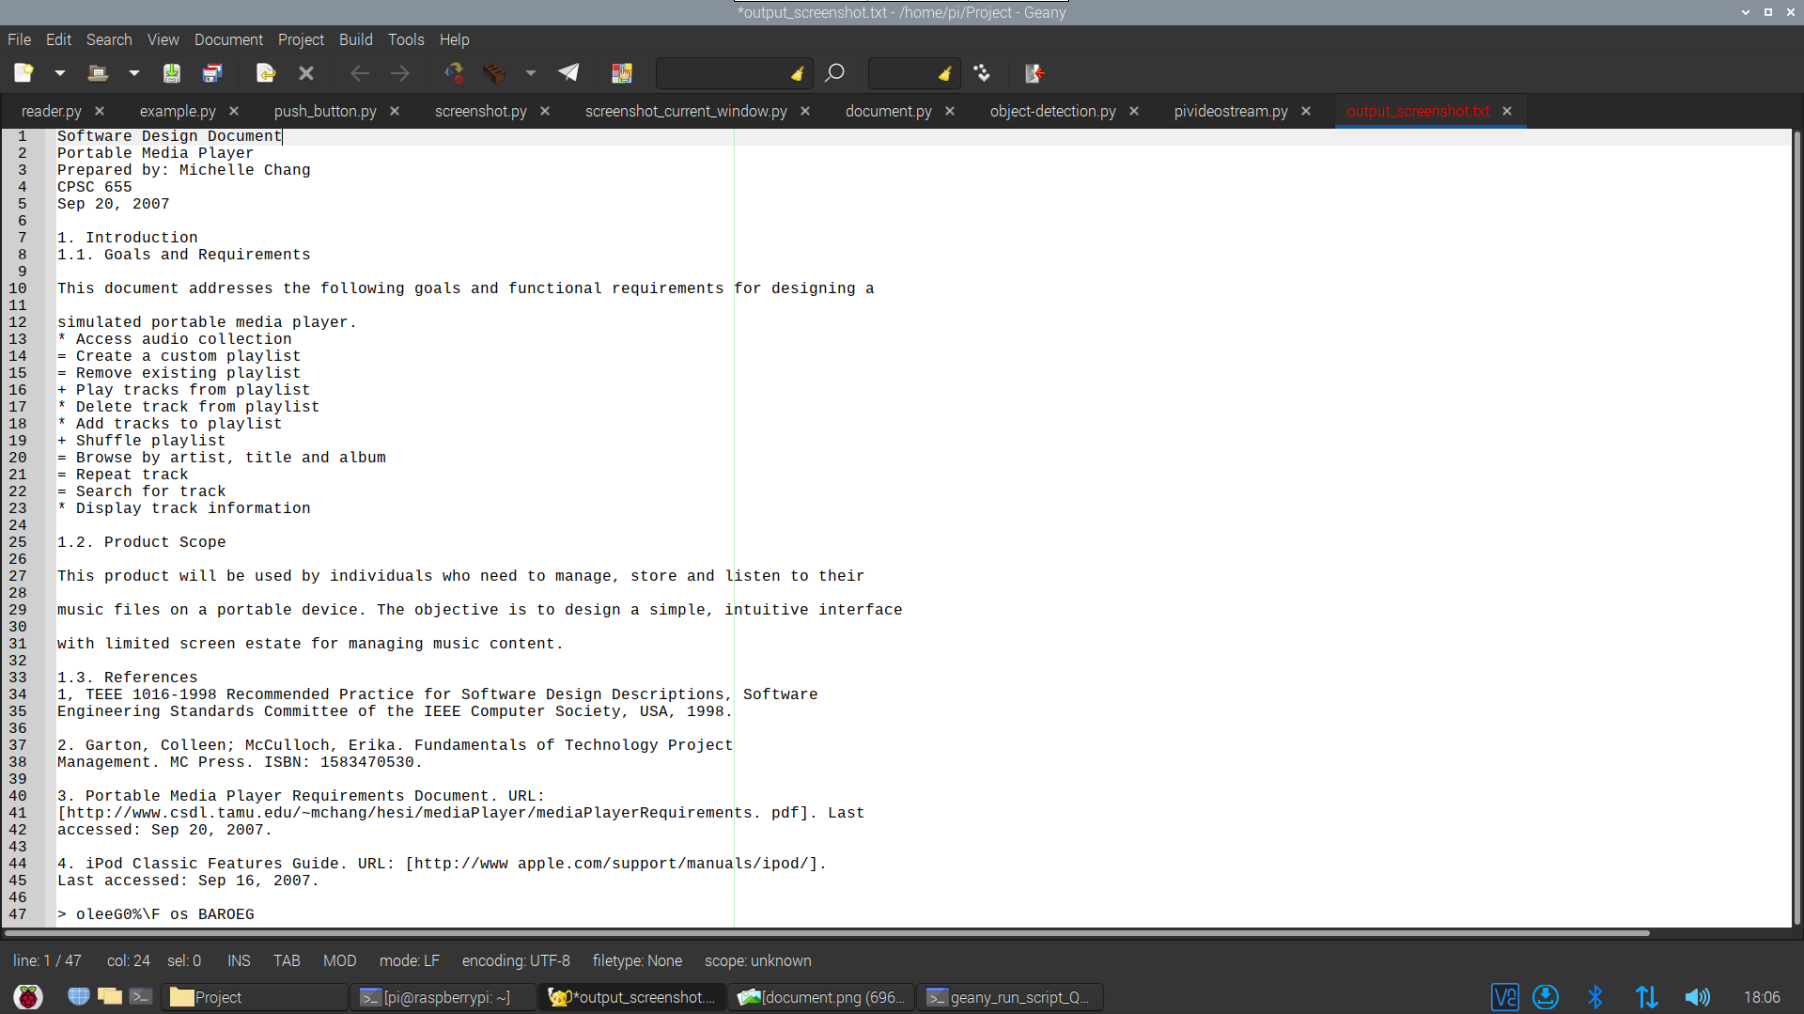 *output_screenshot.txt - /home/pi/Project - Geany
File Edit Search View Document Project Build Tools Help
reader.py example.py push_button.py screenshot.py screenshot_current_window.py document.py object-detection.py pivideostream.py output_screenshot.txt
1 Software Design Document
2 Portable Media Player
3 Prepared by: Michelle Chang
4 CPSC 655
5 Sep 20, 2007
6
7 1. Introduction
8 1.1. Goals and Requirements
9
10 This document addresses the following goals and functional requirements for designing a
11
12 simulated portable media player.
13 * Access audio collection
14 = Create a custom playlist
15 = Remove existing playlist
16 + Play tracks from playlist
17 * Delete track from playlist
18 * Add tracks to playlist
19 + Shuffle playlist
20 = Browse by artist, title and album
21 = Repeat track
22 = Search for track
23 * Display track information
24
25 1.2. Product Scope
26
27 This product will be used by individuals who need to manage, store and listen to their
28
29 music files on a portable device. The objective is to design a simple, intuitive interface
30
31 with limited screen estate for managing music content.
32
33 1.3. References
34 1, TEEE 1016-1998 Recommended Practice for Software Design Descriptions, Software
35 Engineering Standards Committee of the IEEE Computer Society, USA, 1998.
36
37 2. Garton, Colleen; McCulloch, Erika. Fundamentals of Technology Project
38 Management. MC Press. ISBN: 1583470530.
39
40 3. Portable Media Player Requirements Document. URL:
41 [http://www.csdl.tamu.edu/~mchang/hesi/mediaPlayer/mediaPlayerRequirements. pdf]. Last
42 accessed: Sep 20, 2007.
43
44 4. iPod Classic Features Guide. URL: [http://www apple.com/support/manuals/ipod/].
45 Last accessed: Sep 16, 2007.
46
47 > oleeG0%\F os BAROEG
line: 1 / 47 col: 24 sel: 0 INS TAB MOD mode: LF encoding: UTF-8 filetype: None scope: unknown
Project [pi@raspberrypi: ~] *output_screenshot.... [document.png (696... geany_run_script_Q... 18:06